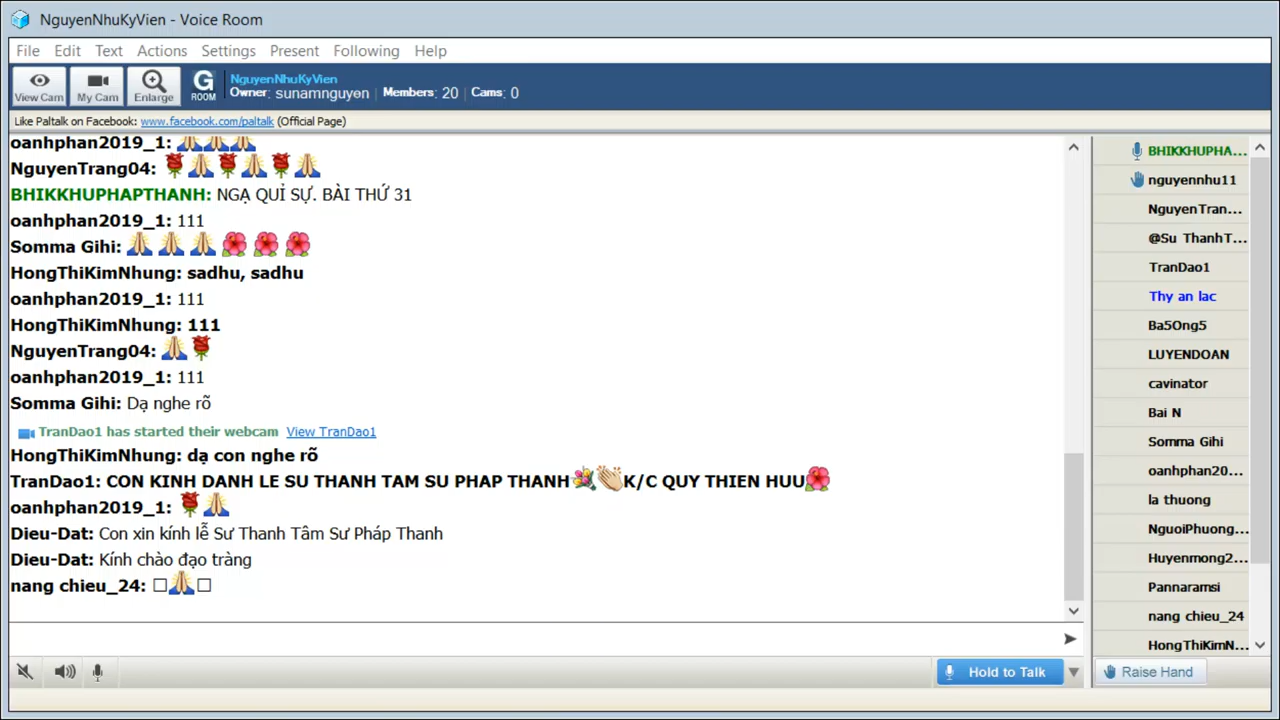 NguyenNhuKyVien - Voice Room
File Edit Text Actions Settings Present Following Help
View Cam My Cam Enlarge G ROOM
NguyenNhuKyVien
Owner: sunamnguyen | Members: 20 | Cams: 0
Like Paltalk on Facebook: www.facebook.com/paltalk (Official Page)
oanhphan2019_1: 🙏🙏🙏
NguyenTrang04: 🌹🙏🌹🙏🌹🙏
BHIKKHUPHAPTHANH: NGẠ QUỈ SỰ. BÀI THỨ 31
oanhphan2019_1: 111
Somma Gihi: 🙏🙏🙏🌺🌺🌺
HongThiKimNhung: sadhu, sadhu
oanhphan2019_1: 111
HongThiKimNhung: 111
NguyenTrang04: 🙏🌹
oanhphan2019_1: 111
Somma Gihi: Dạ nghe rõ
TranDao1 has started their webcam View TranDao1
HongThiKimNhung: dạ con nghe rõ
TranDao1: CON KINH DANH LE SU THANH TAM SU PHAP THANH💐👏K/C QUY THIEN HUU🌺
oanhphan2019_1: 🌹🙏
Dieu-Dat: Con xin kính lễ Sư Thanh Tâm Sư Pháp Thanh
Dieu-Dat: Kính chào đạo tràng
nang chieu_24: □🙏□
Hold to Talk
BHIKKHUPHA...
nguyennhu11
NguyenTran...
@Su ThanhT...
TranDao1
Thy an lac
Ba5Ong5
LUYENDOAN
cavinator
Bai N
Somma Gihi
oanhphan20...
la thuong
NguoiPhuong...
Huyenmong2...
Pannaramsi
nang chieu_24
HongThiKimN...
Raise Hand